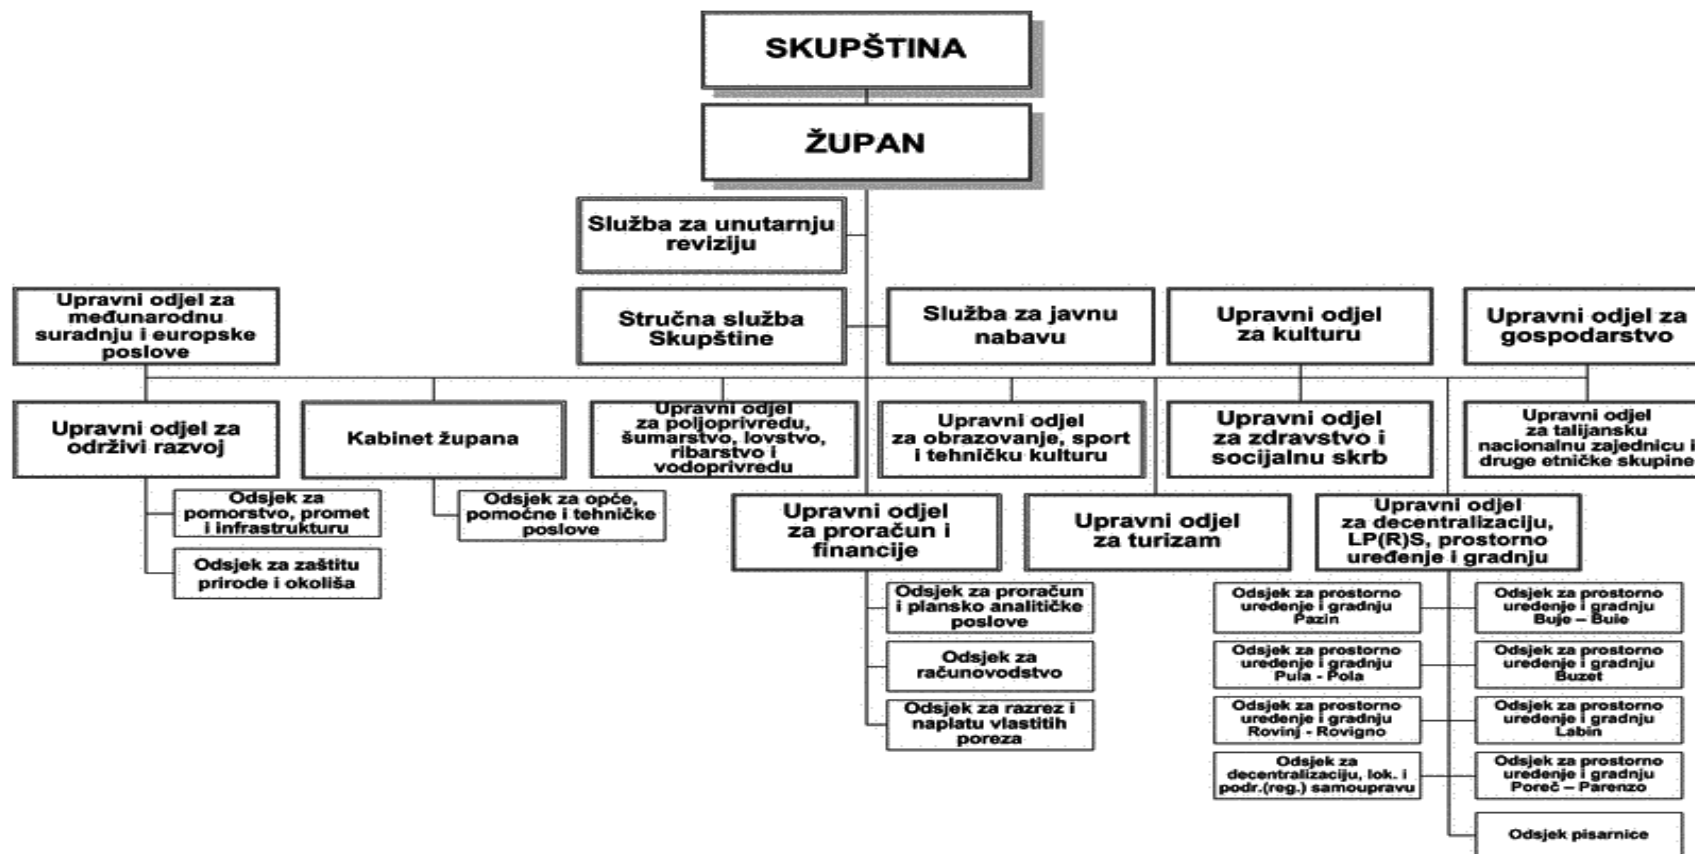 SKUPŠTINA
ŽUPAN
Služba za unutarnju
reviziju
Upravni odjel za
međunarodnu
suradnju i europske
poslove
Stručna služba
Skupštine
Služba za javnu
nabavu
Upravni odjel
za kulturu
Upravni odjel za
gospodarstvo
Upravni odjel za
održivi razvoj
Kabinet župana
Upravni odjel
za poljoprivredu,
šumarstvo, lovstvo,
ribarstvo i
vodoprivredu
Upravni odjel
za obrazovanje, sport
i tehničku kulturu
Upravni odjel
za zdravstvo i
socijalnu skrb
Upravni odjel
za talijansku
nacionalnu zajednicu i
druge etničke skupine
Odsjek za
pomorstvo, promet
i infrastrukturu
Odsjek za zaštitu
prirode i okoliša
Odsjek za opće,
pomoćne i tehničke
poslove
Upravni odjel
za proračun i
financije
Upravni odjel
za turizam
Upravni odjel
za decentralizaciju,
LP(R)S, prostorno
uređenje i gradnju
Odsjek za proračun
i plansko analitičke
poslove
Odsjek za
računovodstvo
Odsjek za razrez i
naplatu vlastitih
poreza
Odsjek za prostorno
uređenje i gradnju
Pazin
Odsjek za prostorno
uređenje i gradnju
Buje – Buie
Odsjek za prostorno
uređenje i gradnju
Pula - Pola
Odsjek za prostorno
uređenje i gradnju
Buzet
Odsjek za prostorno
uređenje i gradnju
Rovinj - Rovigno
Odsjek za prostorno
uređenje i gradnju
Labin
Odsjek za
decentralizaciju, lok. i
podr.(reg.) samoupravu
Odsjek za prostorno
uređenje i gradnju
Poreč – Parenzo
Odsjek pisarnice